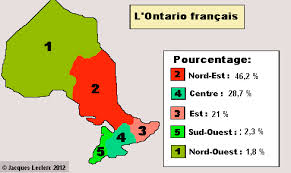 L'Ontario français
Pourcentage:
2 Nord-Est : 46,2 %
4 Centre : 28,7 %
3 Est : 21 %
5 Sud-Ouest : 2,3 %
1 Nord-Ouest : 1,8 %
1
2
3
4
5
© Jacques Leclerc 2012